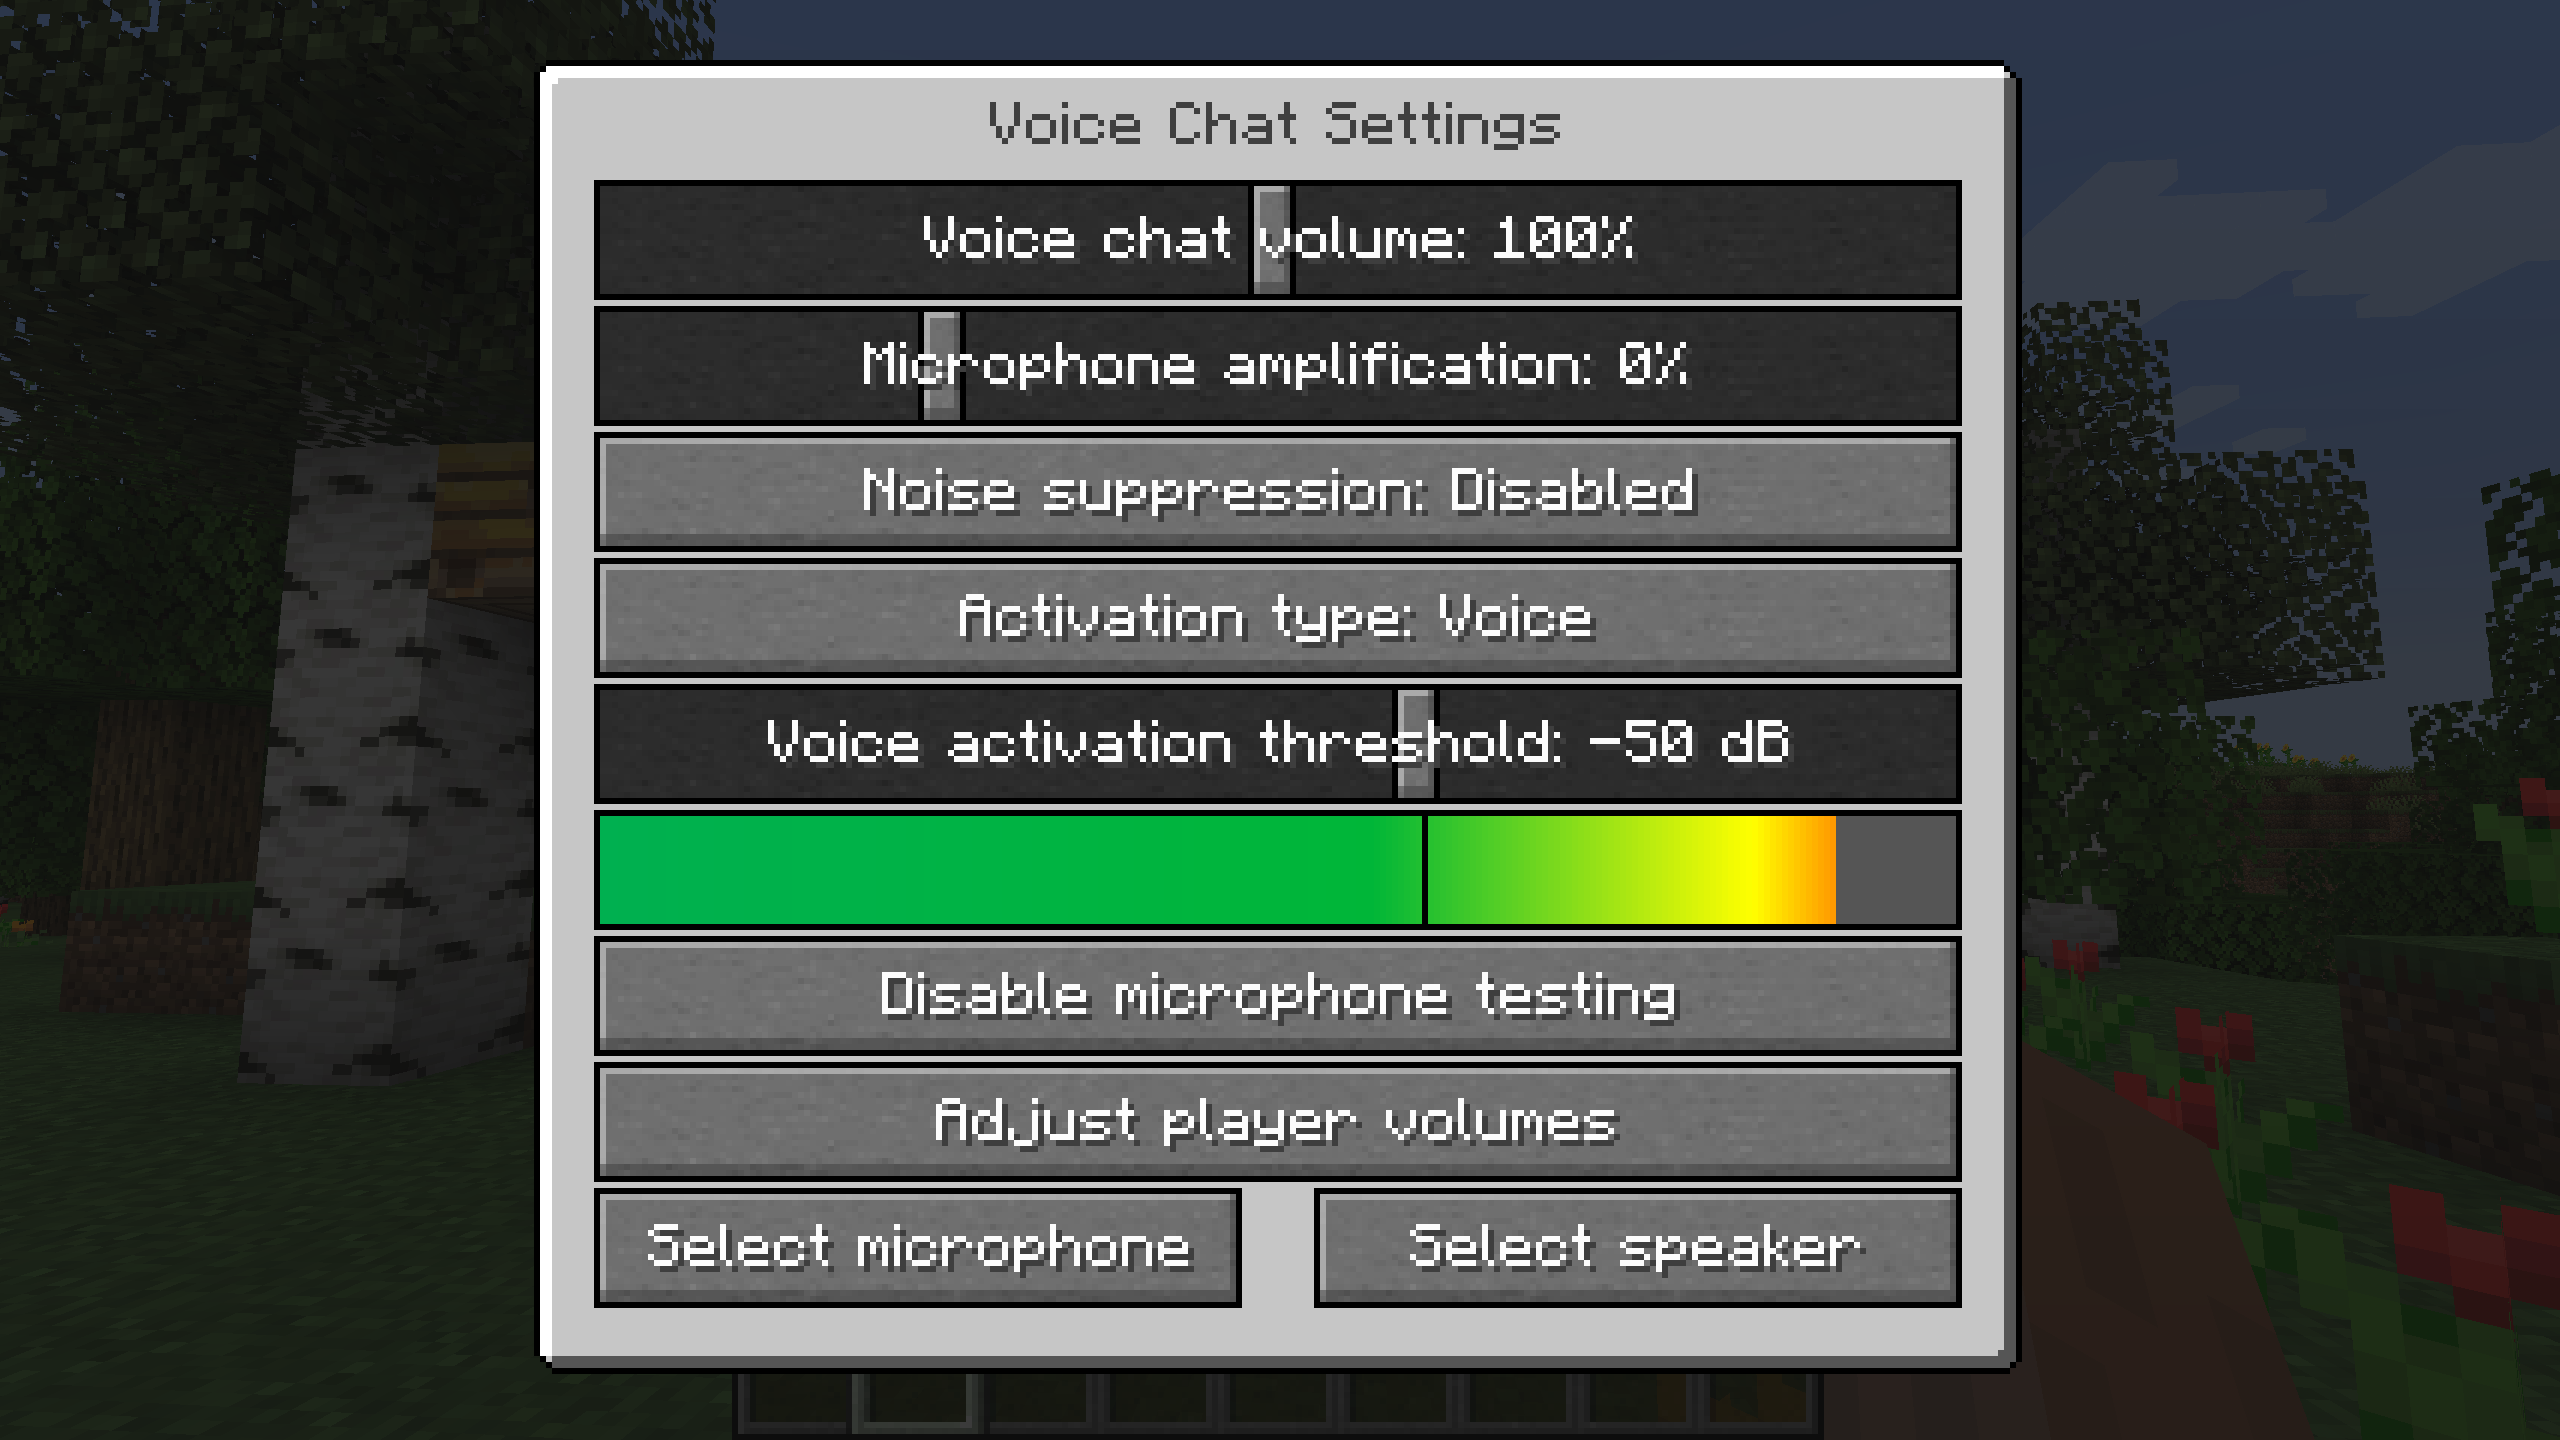 Voice Chat Settings
Voice chat volume: 100%
Microphone amplification: 0%
Noise suppression: Disabled
Activation type: Voice
Voice activation threshold: -50 dB
Disable microphone testing
Adjust player volumes
Select microphone
Select speaker